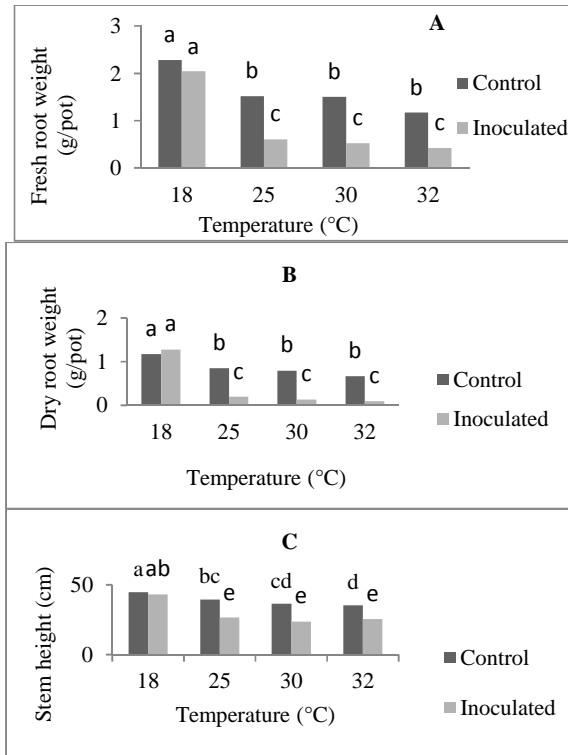 A
3
2
1
0
Fresh root weight
(g/pot)
a a b c b c b c
18 25 30 32
Temperature (°C)
Control
Inoculated
B
2
1
0
Dry root weight
(g/pot)
a a b c b c b c
18 25 30 32
Temperature (°C)
Control
Inoculated
C
50
0
Stem height (cm)
a ab bc e cd e d e
18 25 30 32
Temperature (°C)
Control
Inoculated